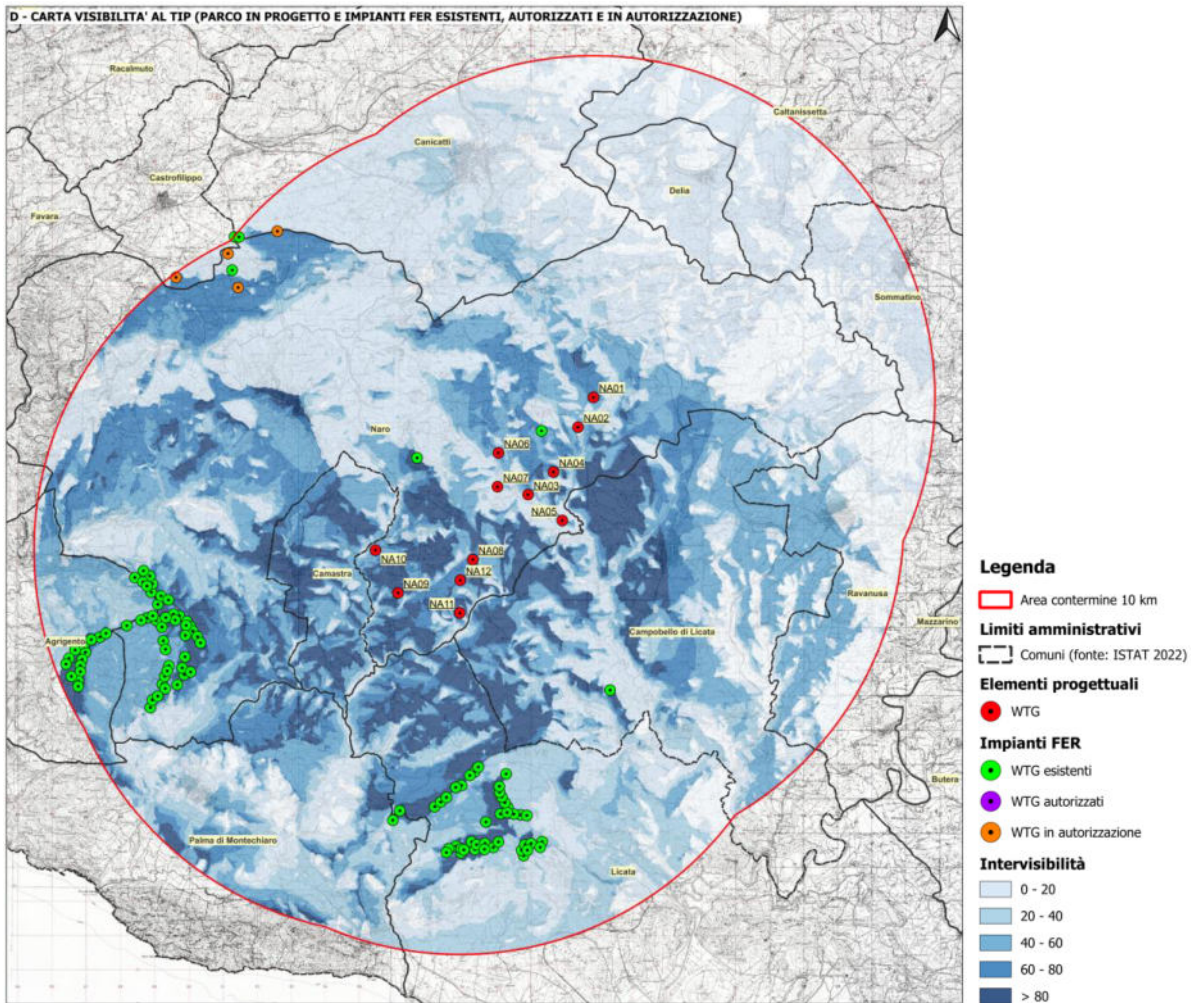 D - CARTA VISIBILITA' AL TIP (PARCO IN PROGETTO E IMPIANTI FER ESISTENTI, AUTORIZZATI E IN AUTORIZZAZIONE)
Racalmuto
Caltanissetta
Canicattì
Castrofilippo
Delia
Favara
Sommatino
NA01
NA02
Naro
NA06
NA04
NA07
NA03
NA05
NA10
NA08
Camastra
NA12
NA09
NA11
Ravanusa
Mazzarino
Agrigento
Campobello di Licata
Butera
Palma di Montechiaro
Licata
Legenda
Area contermine 10 km
Limiti amministrativi
Comuni (fonte: ISTAT 2022)
Elementi progettuali
WTG
Impianti FER
WTG esistenti
WTG autorizzati
WTG in autorizzazione
Intervisibilità
0 - 20
20 - 40
40 - 60
60 - 80
> 80